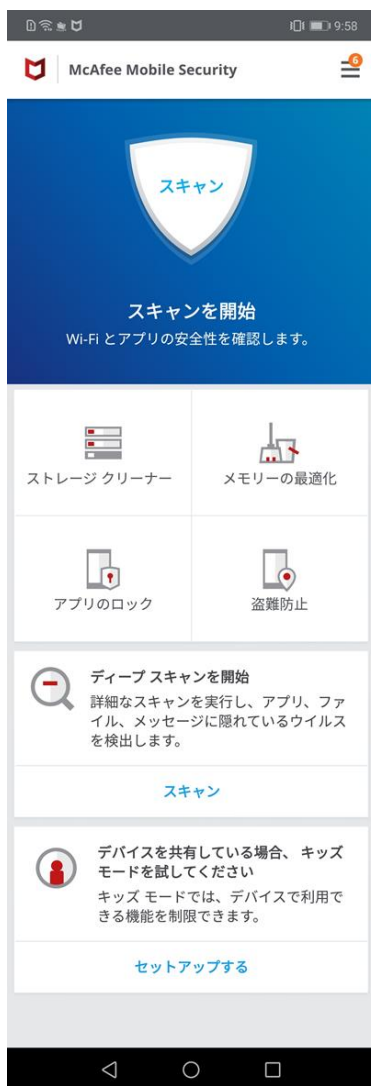 9:58
McAfee Mobile Security
6
スキャン
スキャンを開始
Wi-Fi とアプリの安全性を確認します。
ストレージ クリーナー
メモリーの最適化
アプリのロック
盗難防止
ディープ スキャンを開始
詳細なスキャンを実行し、アプリ、ファ
イル、メッセージに隠れているウイルス
を検出します。
スキャン
デバイスを共有している場合、 キッズ
モードを試してください
キッズ モードでは、デバイスで利用で
きる機能を制限できます。
セットアップする